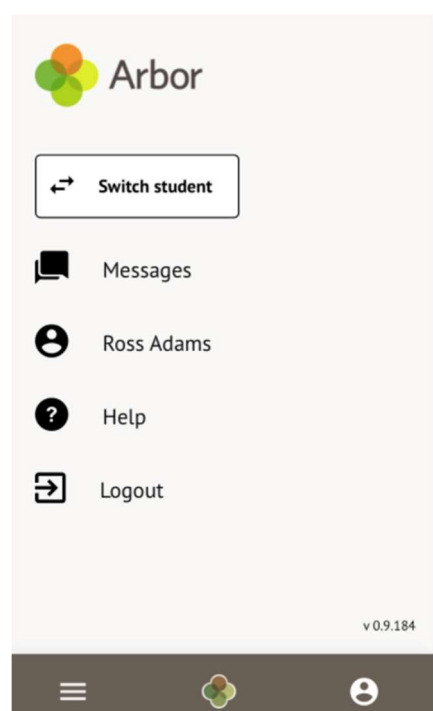 Arbor
Switch student
Messages
Ross Adams
? Help
Logout
v 0.9.184